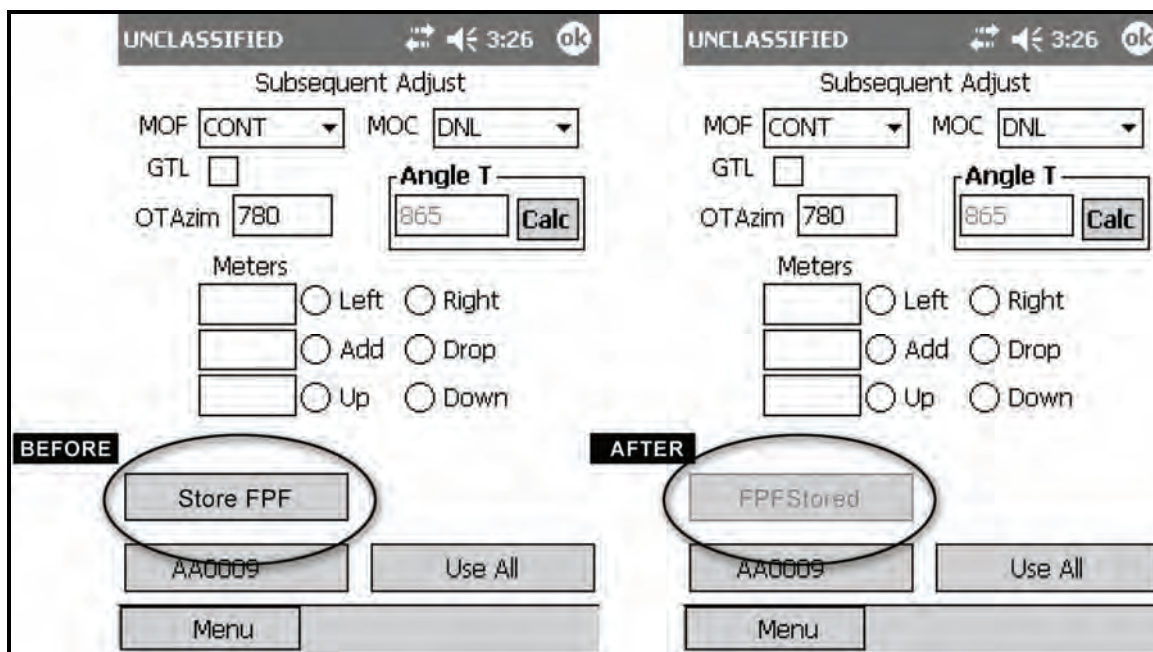 UNCLASSIFIED 3:26 ok
Subsequent Adjust
MOF CONT MOC DNL
GTL
Angle T
OTAzim 780 865 Calc
Meters
Left Right
Add Drop
Up Down
BEFORE
Store FPF
AA0009 Use All
Menu
UNCLASSIFIED 3:26 ok
Subsequent Adjust
MOF CONT MOC DNL
GTL
Angle T
OTAzim 780 865 Calc
Meters
Left Right
Add Drop
Up Down
AFTER
FPFStored
AA0009 Use All
Menu